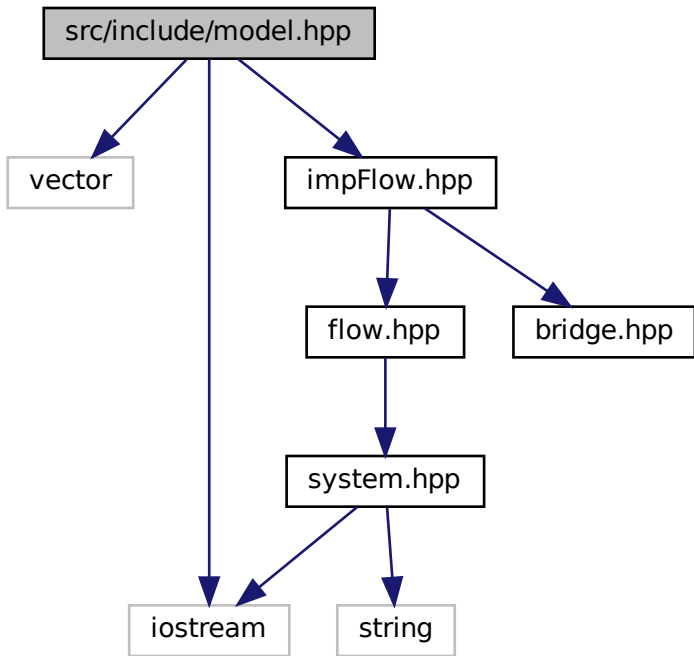 src/include/model.hpp
vector
impFlow.hpp
flow.hpp
bridge.hpp
system.hpp
iostream
string